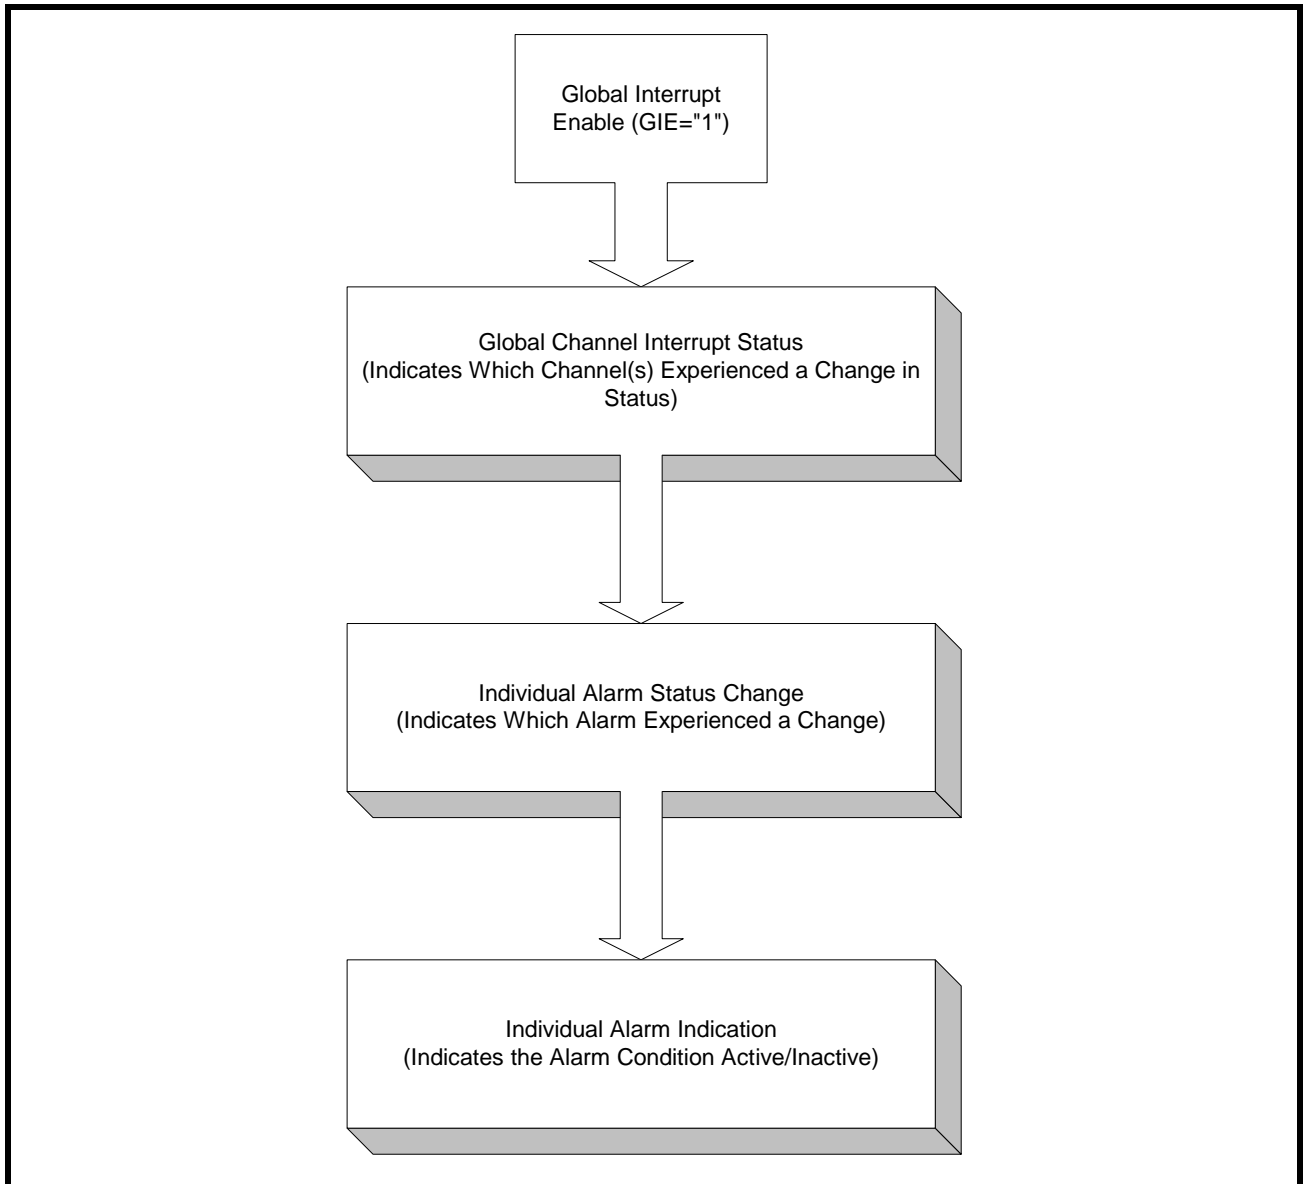 Global Interrupt
Enable (GIE="1")
Global Channel Interrupt Status
(Indicates Which Channel(s) Experienced a Change in
Status)
Individual Alarm Status Change
(Indicates Which Alarm Experienced a Change)
Individual Alarm Indication
(Indicates the Alarm Condition Active/Inactive)